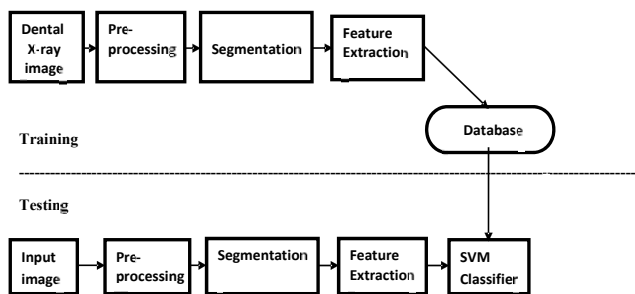 Dental
X-ray
image
Pre-
processing
Segmentation
Feature
Extraction
Database
Training
Testing
Input
image
Pre-
processing
Segmentation
Feature
Extraction
SVM
Classifier